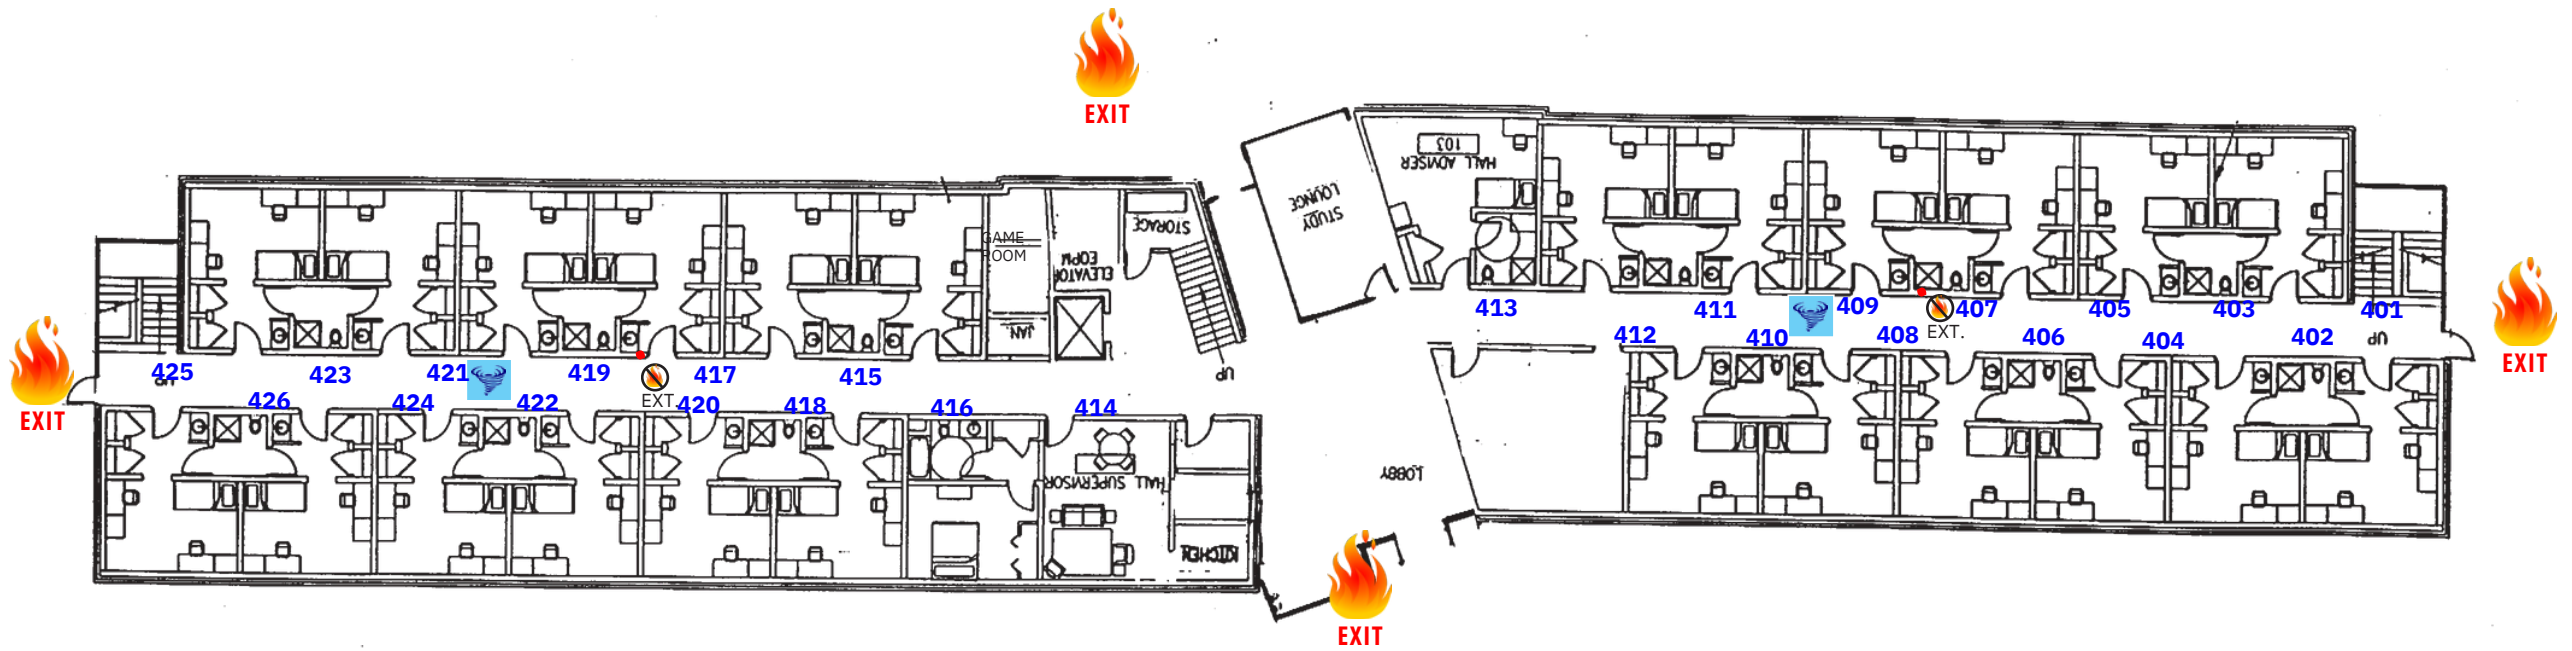 EXIT
103
HALL ADVISER
STUDY
LOUNGE
STORAGE
GAME
ROOM
ELEVATOR
EQPM
JAN
UP
413
411
409
407
405
403
401
EXT.
UP
412
410
408
406
404
402
EXIT
425
423
421
419
417
415
EXT.
426
424
422
420
418
416
414
EXIT
HALL SUPERVISOR
LOBBY
KITCHEN
EXIT